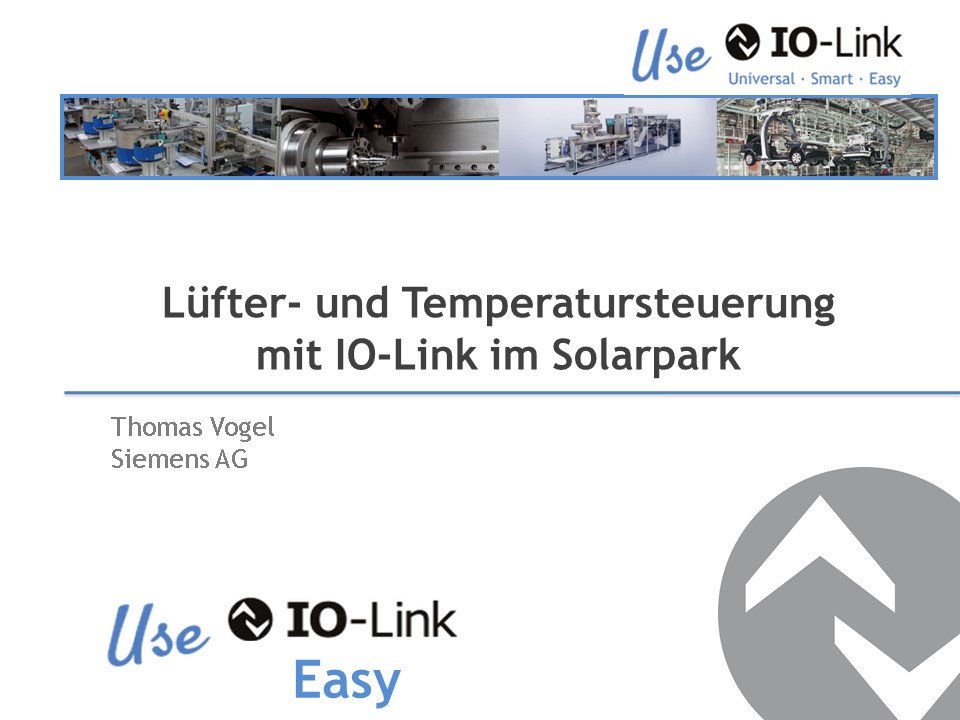 Use IO-Link
Universal · Smart · Easy
Lüfter- und Temperatursteuerung
mit IO-Link im Solarpark
Thomas Vogel
Siemens AG
Use IO-Link
Easy